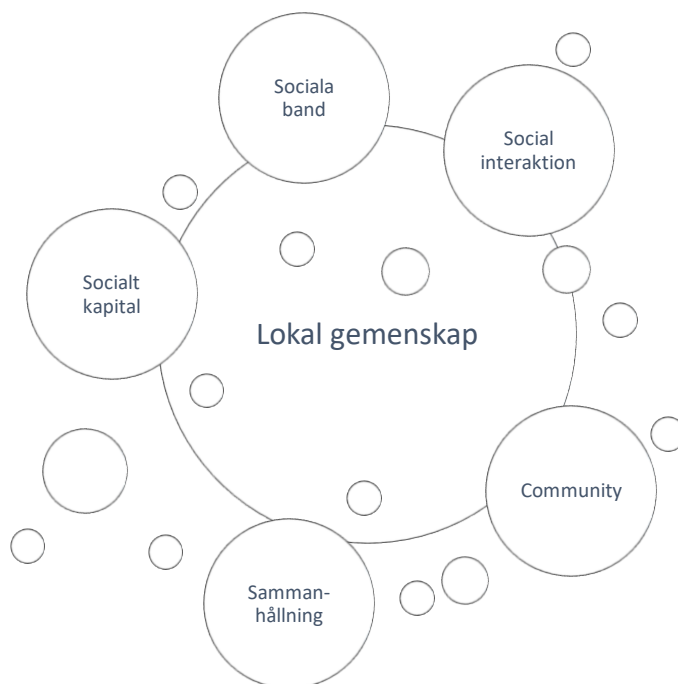 Sociala
band
Social
interaktion
Socialt
kapital
Lokal gemenskap
Community
Samman-
hållning